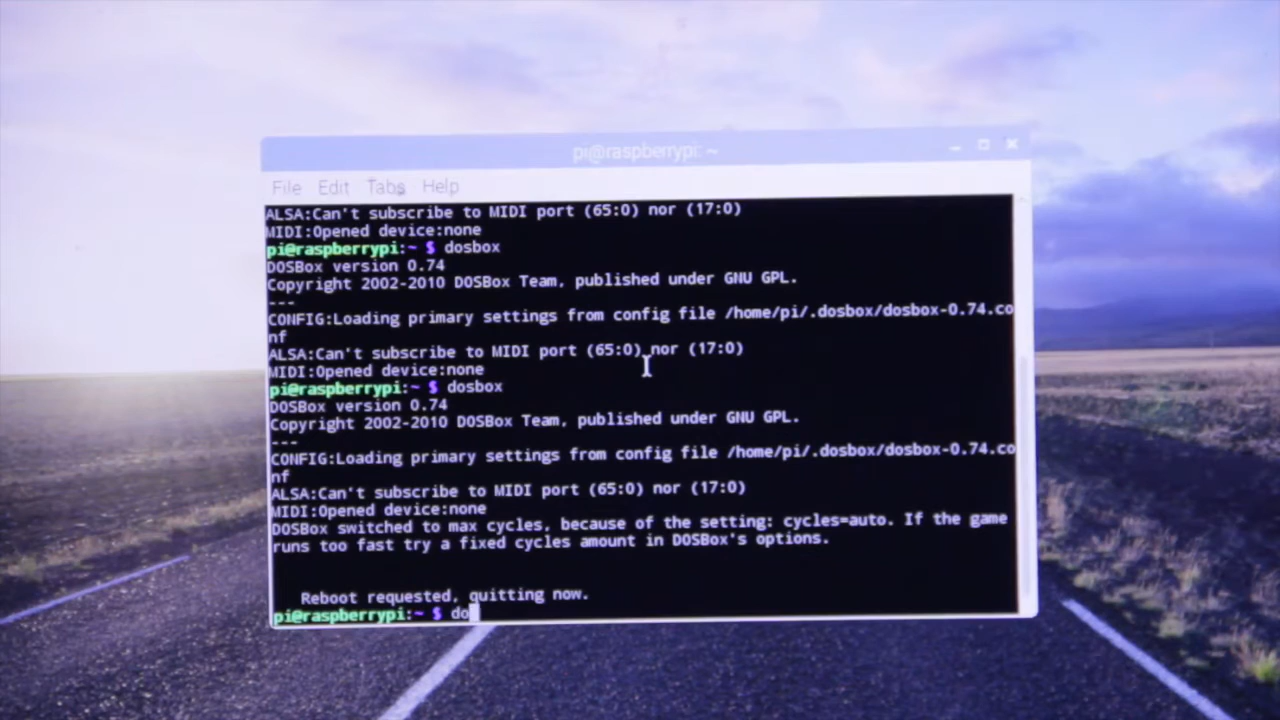 pi@raspberrypi: ~
File Edit Tabs Help
ALSA:Can't subscribe to MIDI port (65:0) nor (17:0)
MIDI:Opened device:none
pi@raspberrypi:~ $ dosbox
DOSBox version 0.74
Copyright 2002-2010 DOSBox Team, published under GNU GPL.
---
CONFIG:Loading primary settings from config file /home/pi/.dosbox/dosbox-0.74.co
nf
ALSA:Can't subscribe to MIDI port (65:0) nor (17:0)
MIDI:Opened device:none
pi@raspberrypi:~ $ dosbox
DOSBox version 0.74
Copyright 2002-2010 DOSBox Team, published under GNU GPL.
---
CONFIG:Loading primary settings from config file /home/pi/.dosbox/dosbox-0.74.co
nf
ALSA:Can't subscribe to MIDI port (65:0) nor (17:0)
MIDI:Opened device:none
DOSBox switched to max cycles, because of the setting: cycles=auto. If the game
runs too fast try a fixed cycles amount in DOSBox's options.
Reboot requested, quitting now.
pi@raspberrypi:~ $ do